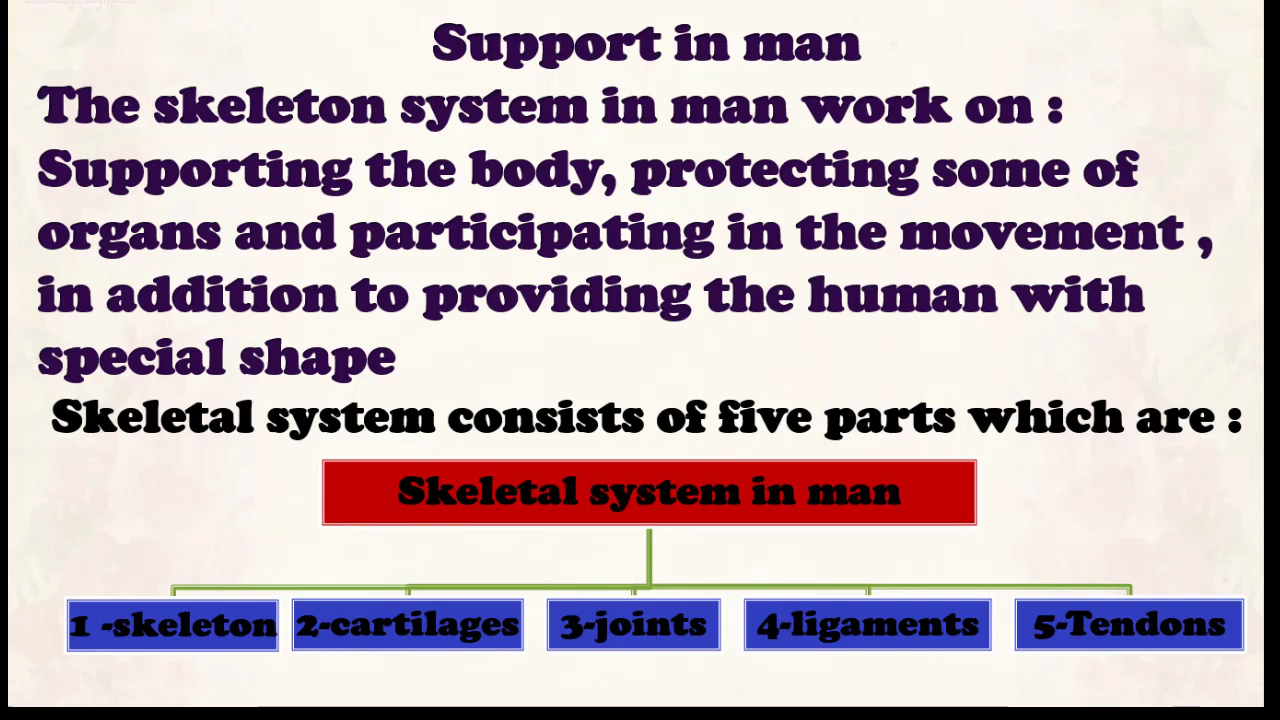 Support in man
The skeleton system in man work on :
Supporting the body, protecting some of
organs and participating in the movement ,
in addition to providing the human with
special shape
Skeletal system consists of five parts which are :
Skeletal system in man
1 -skeleton
2-cartilages
3-joints
4-ligaments
5-Tendons